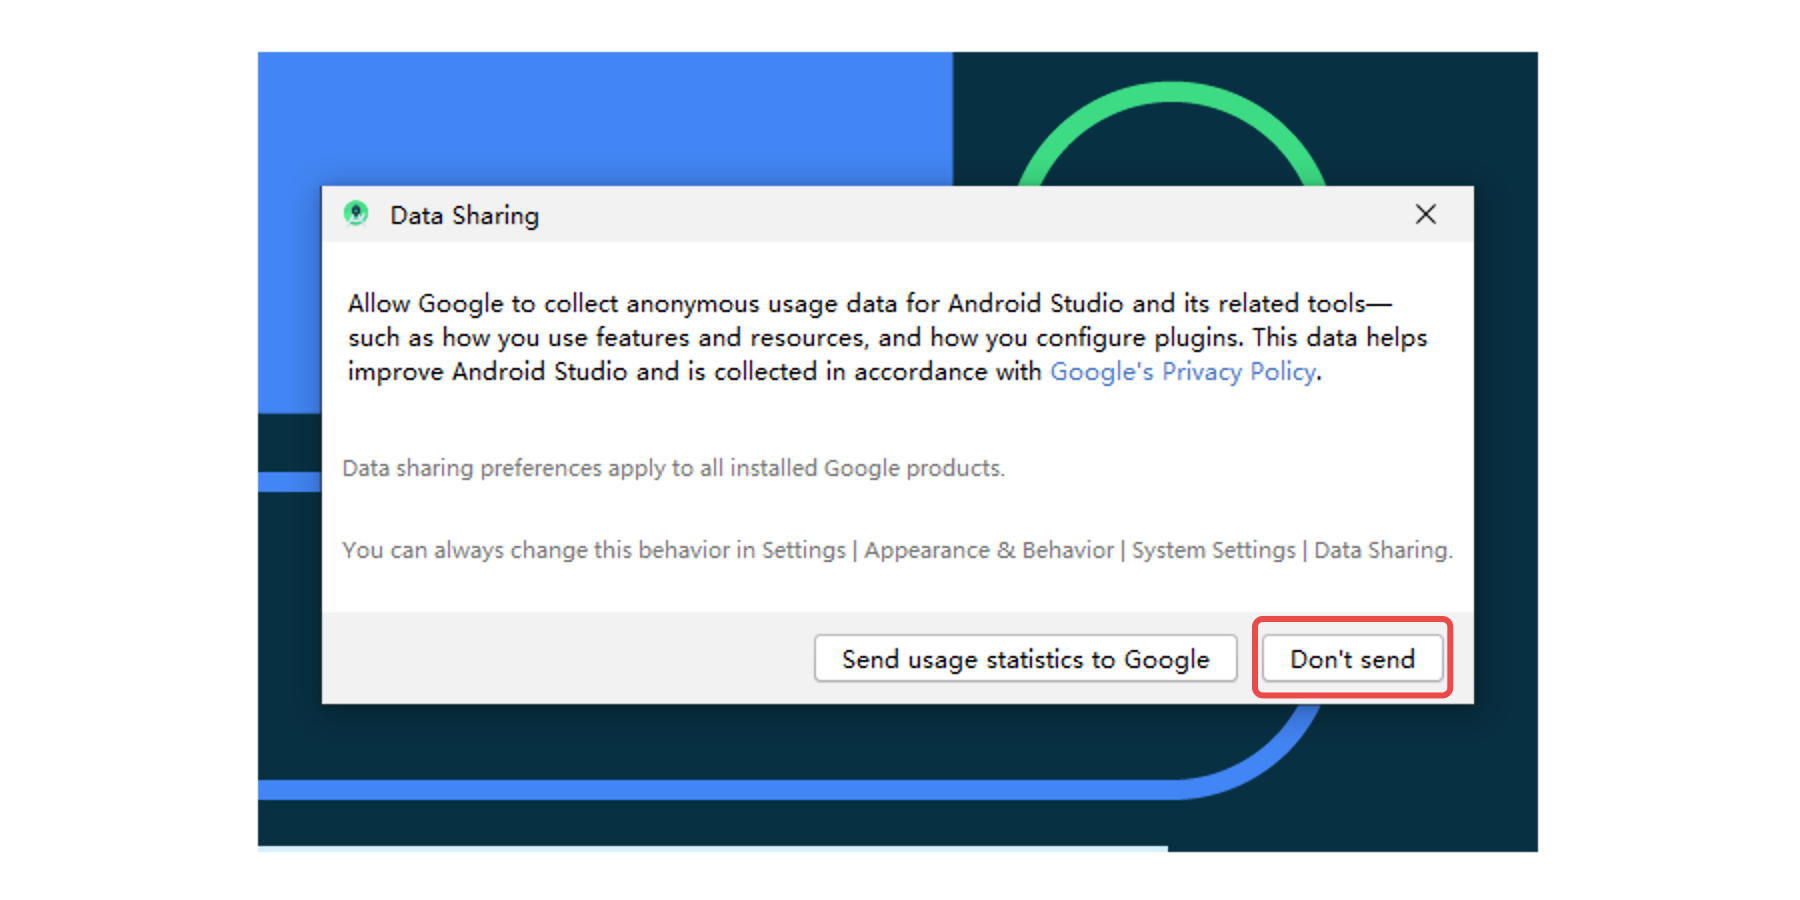 Data Sharing
Allow Google to collect anonymous usage data for Android Studio and its related tools—
such as how you use features and resources, and how you configure plugins. This data helps
improve Android Studio and is collected in accordance with Google's Privacy Policy.
Data sharing preferences apply to all installed Google products.
You can always change this behavior in Settings | Appearance & Behavior | System Settings | Data Sharing.
Send usage statistics to Google
Don't send